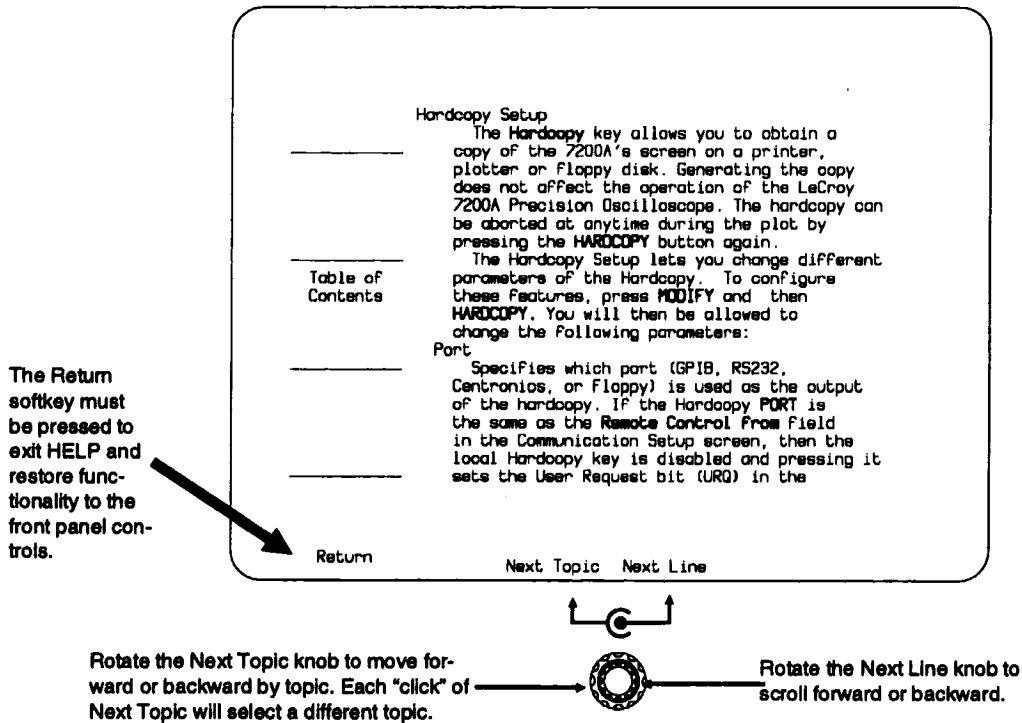 Hardcopy Setup
The Hardcopy key allows you to obtain a
copy of the 7200A's screen on a printer,
plotter or floppy disk. Generating the copy
does not affect the operation of the LeCroy
7200A Precision Oscilloscope. The hardcopy can
be aborted at anytime during the plot by
pressing the HARDCOPY button again.
The Hardcopy Setup lets you change different
parameters of the Hardcopy. To configure
these features, press MODIFY and then
HARDCOPY. You will then be allowed to
change the following parameters:
Port
Specifies which port (GPIB, RS232,
Centronics, or Floppy) is used as the output
of the hardcopy. If the Hardcopy PORT is
the same as the Remote Control From field
in the Communication Setup screen, then the
local Hardcopy key is disabled and pressing it
sets the User Request bit (URQ) in the
Table of
Contents
Return
Next Topic Next Line
The Return
softkey must
be pressed to
exit HELP and
restore func-
tionality to the
front panel con-
trols.
Rotate the Next Topic knob to move for-
ward or backward by topic. Each "click" of
Next Topic will select a different topic.
Rotate the Next Line knob to
scroll forward or backward.